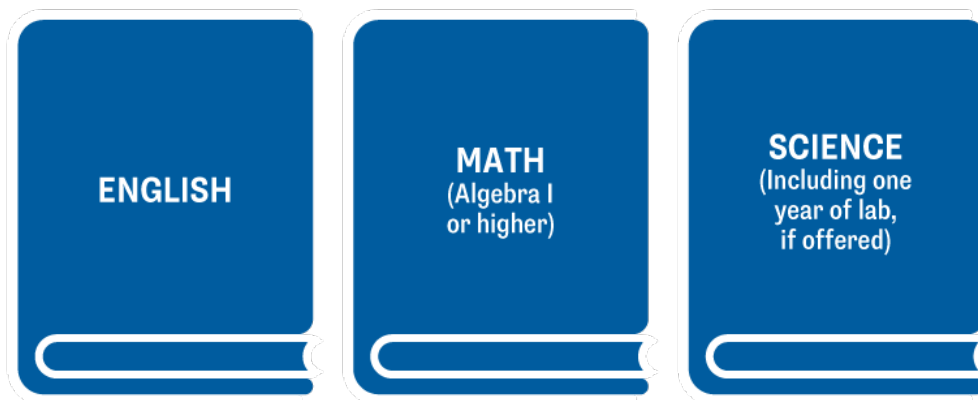 ENGLISH
MATH
(Algebra I
or higher)
SCIENCE
(Including one
year of lab,
if offered)